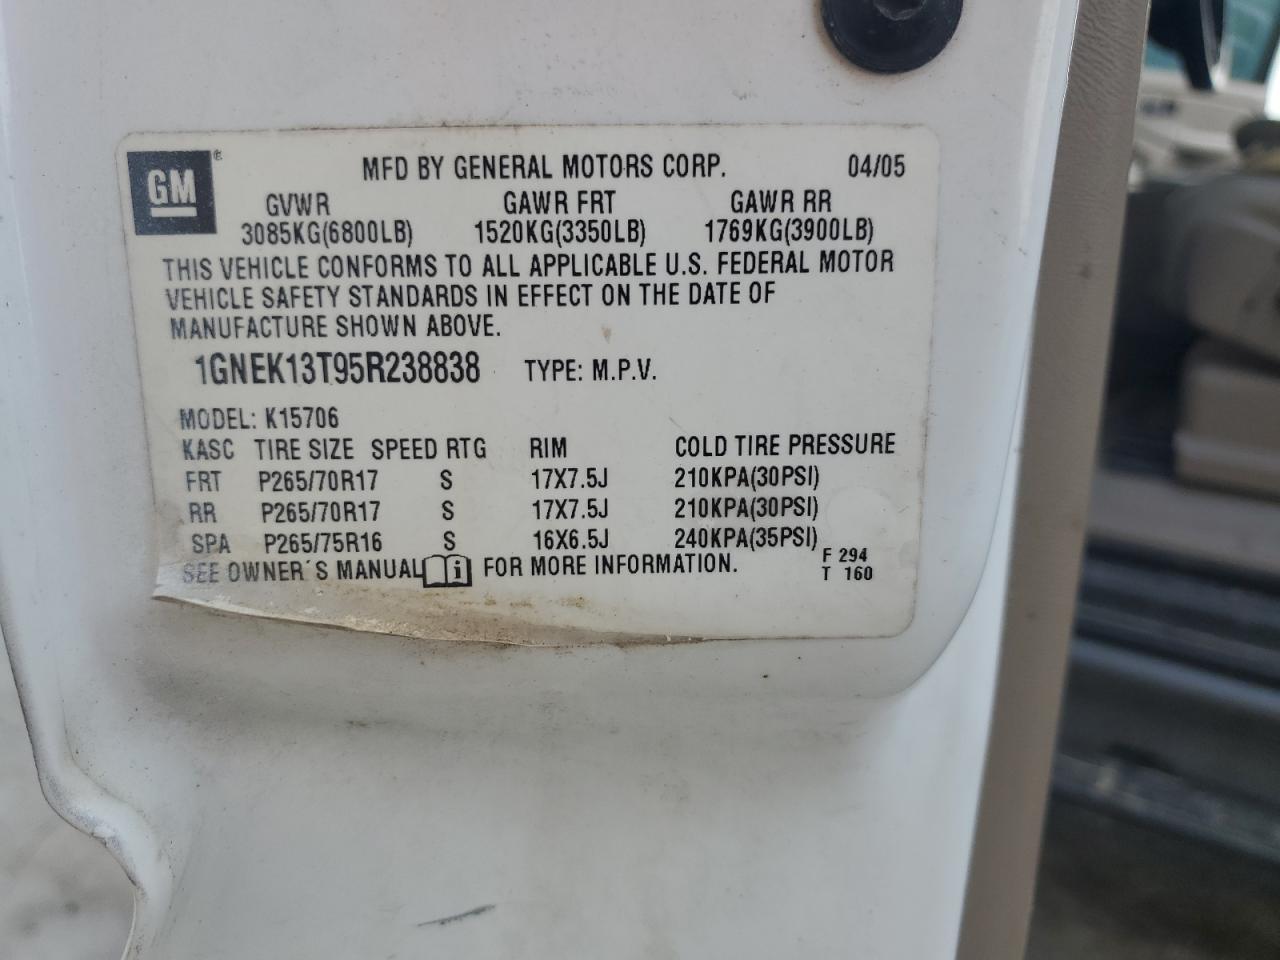 GM® MFD BY GENERAL MOTORS CORP. 04/05
GVWR GAWR FRT GAWR RR
3085KG(6800LB) 1520KG(3350LB) 1769KG(3900LB)
THIS VEHICLE CONFORMS TO ALL APPLICABLE U.S. FEDERAL MOTOR
VEHICLE SAFETY STANDARDS IN EFFECT ON THE DATE OF
MANUFACTURE SHOWN ABOVE.
1GNEK13T95R238838 TYPE: M.P.V.
MODEL: K15706
KASC TIRE SIZE SPEED RTG RIM COLD TIRE PRESSURE
FRT P265/70R17 S 17X7.5J 210KPA(30PSI)
RR P265/70R17 S 17X7.5J 210KPA(30PSI)
SPA P265/75R16 S 16X6.5J 240KPA(35PSI)
SEE OWNER'S MANUAL i FOR MORE INFORMATION.
F 294
T 160